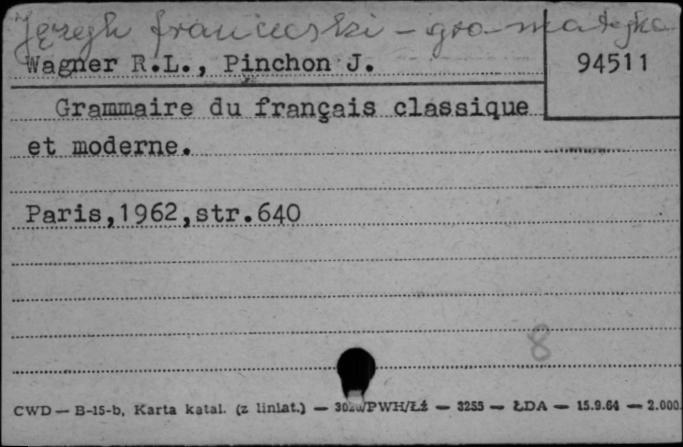 Język francuski - gramatyka
Wagner R.L., Pinchon J.
94511
Grammaire du français classique
et moderne.
Paris,1962,str.640
8
CWD — B-15-b, Karta katal. (z liniat.) — /PWH/Łź — 3255 — ŁDA — 15.9.64 — 2.000.